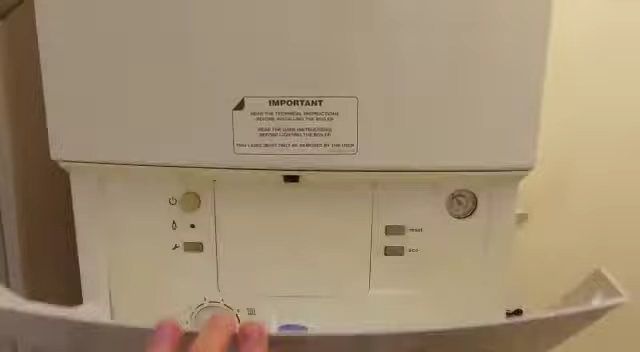 IMPORTANT
READ THE TECHNICAL INSTRUCTIONS
BEFORE INSTALLING THE BOILER
READ THE USER INSTRUCTIONS
BEFORE LIGHTING THE BOILER
THIS LABEL MUST ONLY BE REMOVED BY THE USER
reset
eco